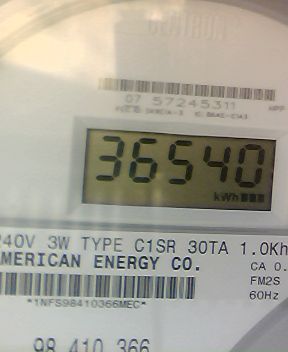 CENTRON
07 57245311
36540
kWh
240V 3W TYPE C1SR 30TA 1.0Kh
AMERICAN ENERGY CO.
CA 0.
FM2S
60Hz
*1NFS98410366MEC*
98 410 366